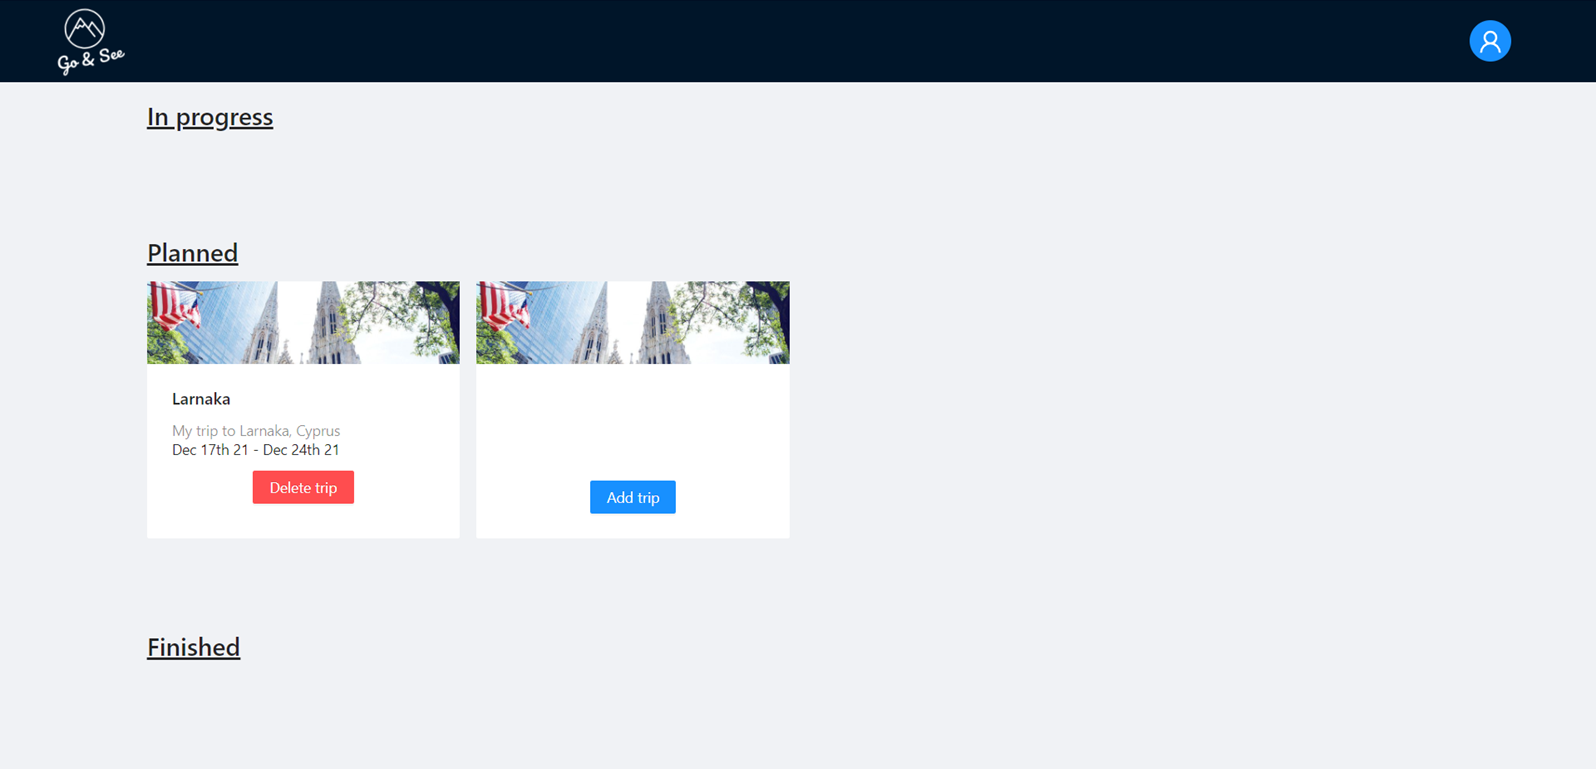 Go & See
In progress
Planned
Larnaka
My trip to Larnaka, Cyprus
Dec 17th 21 - Dec 24th 21
Delete trip
Add trip
Finished